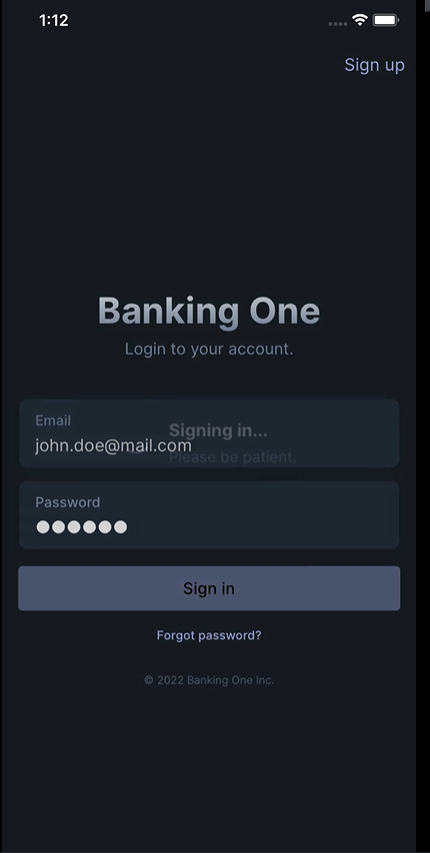 1:12
Sign up
Banking One
Login to your account.
Email
Signing in...
john.doe@mail.com
Please be patient.
Password
Sign in
Forgot password?
© 2022 Banking One Inc.